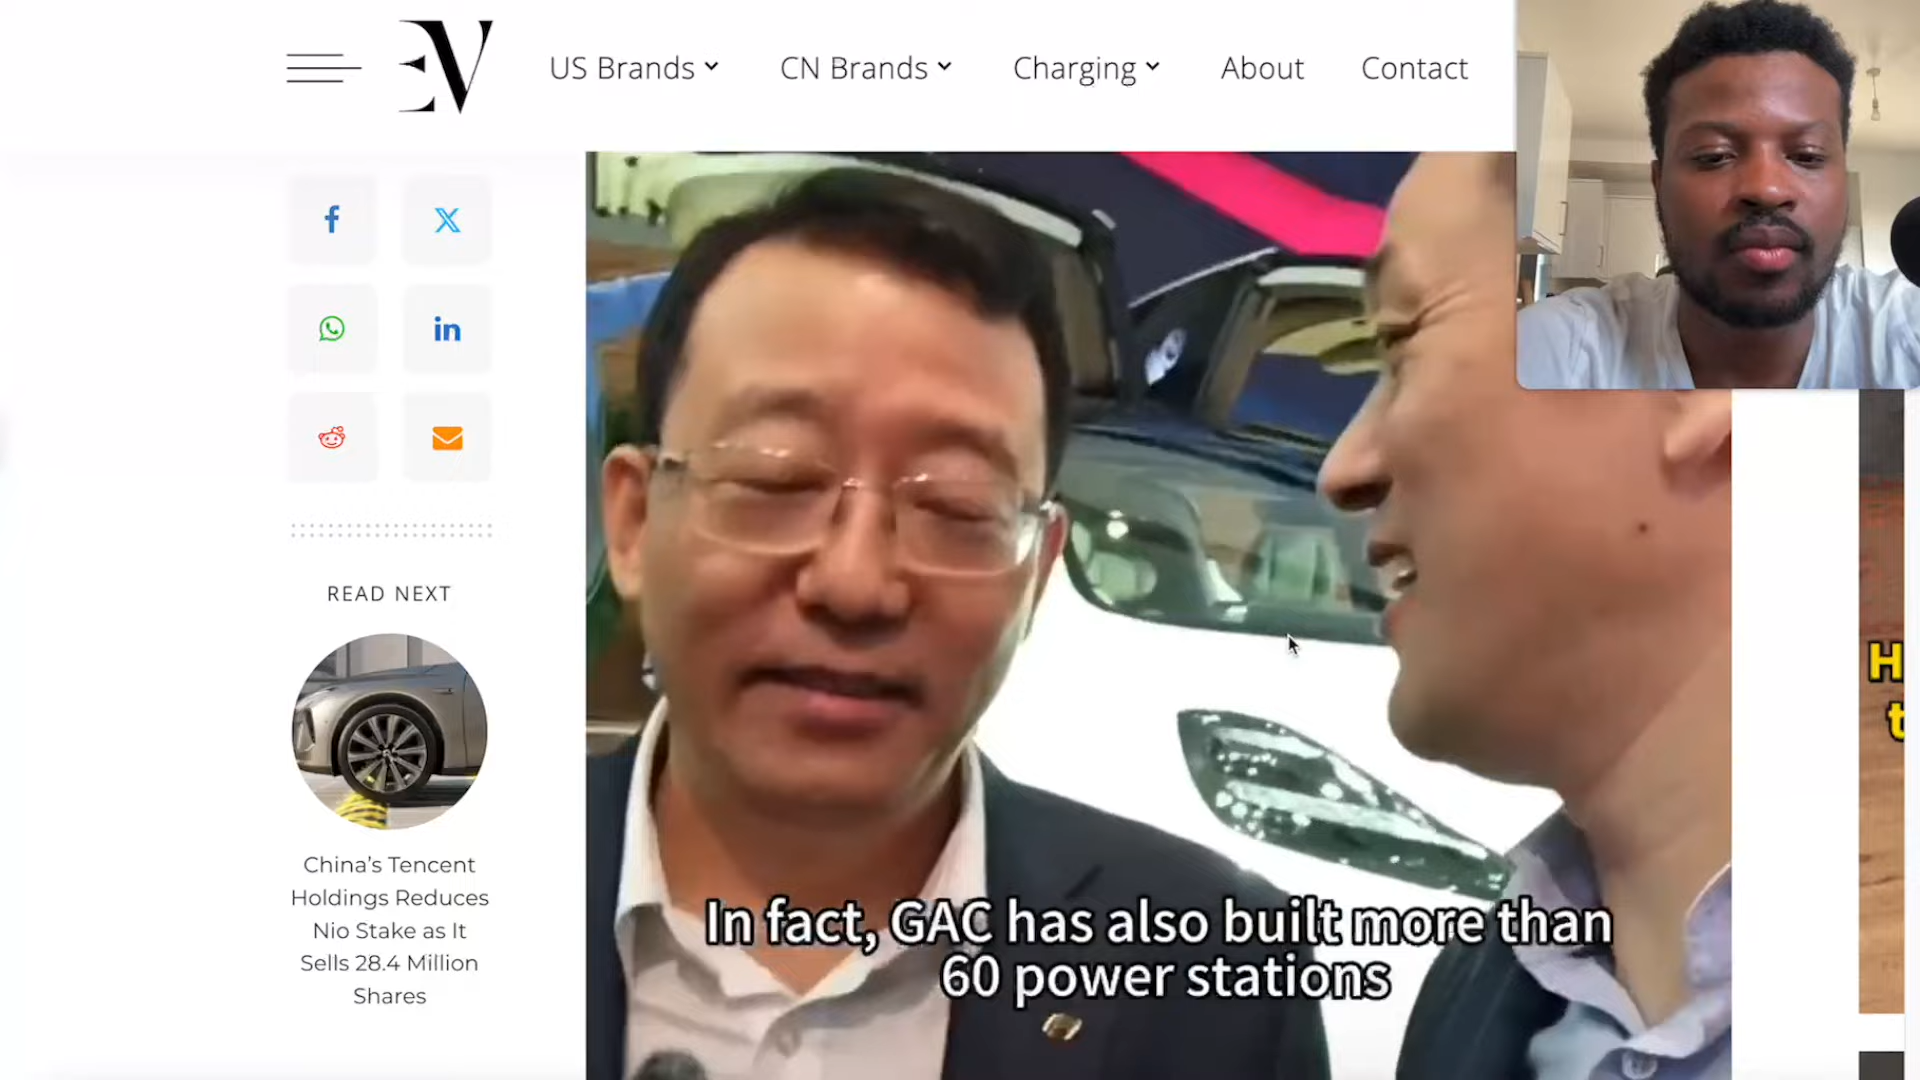 EV
US Brands
CN Brands
Charging
About
Contact
READ NEXT
China's Tencent
Holdings Reduces
Nio Stake as It
Sells 28.4 Million
Shares
In fact, GAC has also built more than
60 power stations
H
t